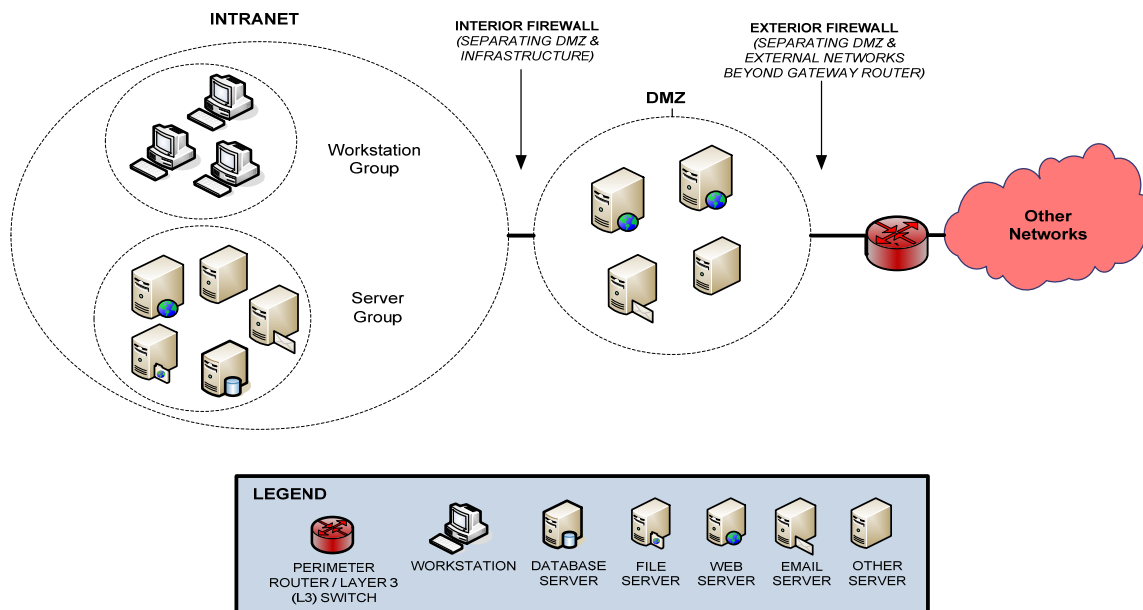 INTRANET
INTERIOR FIREWALL
(SEPARATING DMZ &
INFRASTRUCTURE)
EXTERIOR FIREWALL
(SEPARATING DMZ &
EXTERNAL NETWORKS
BEYOND GATEWAY ROUTER)
DMZ
Workstation
Group
Server
Group
Other
Networks
LEGEND
PERIMETER
ROUTER / LAYER 3
(L3) SWITCH
WORKSTATION
DATABASE
SERVER
FILE
SERVER
WEB
SERVER
EMAIL
SERVER
OTHER
SERVER